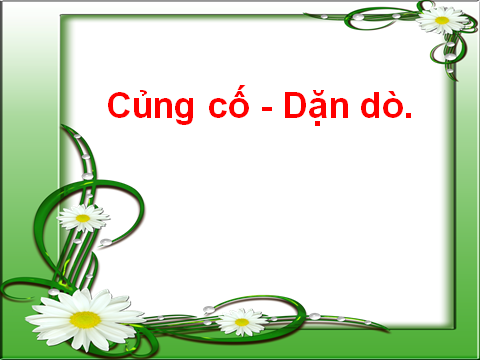 Củng cố - Dặn dò.